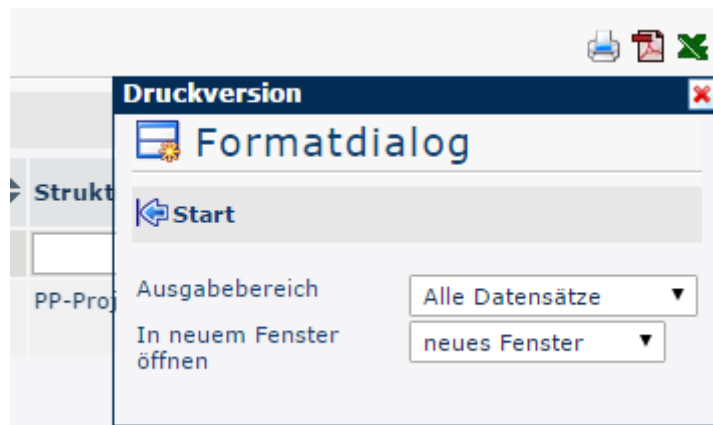 Druckversion
Formatdialog
Strukt
Start
Ausgabebereich
Alle Datensätze
PP-Proj
In neuem Fenster
öffnen
neues Fenster